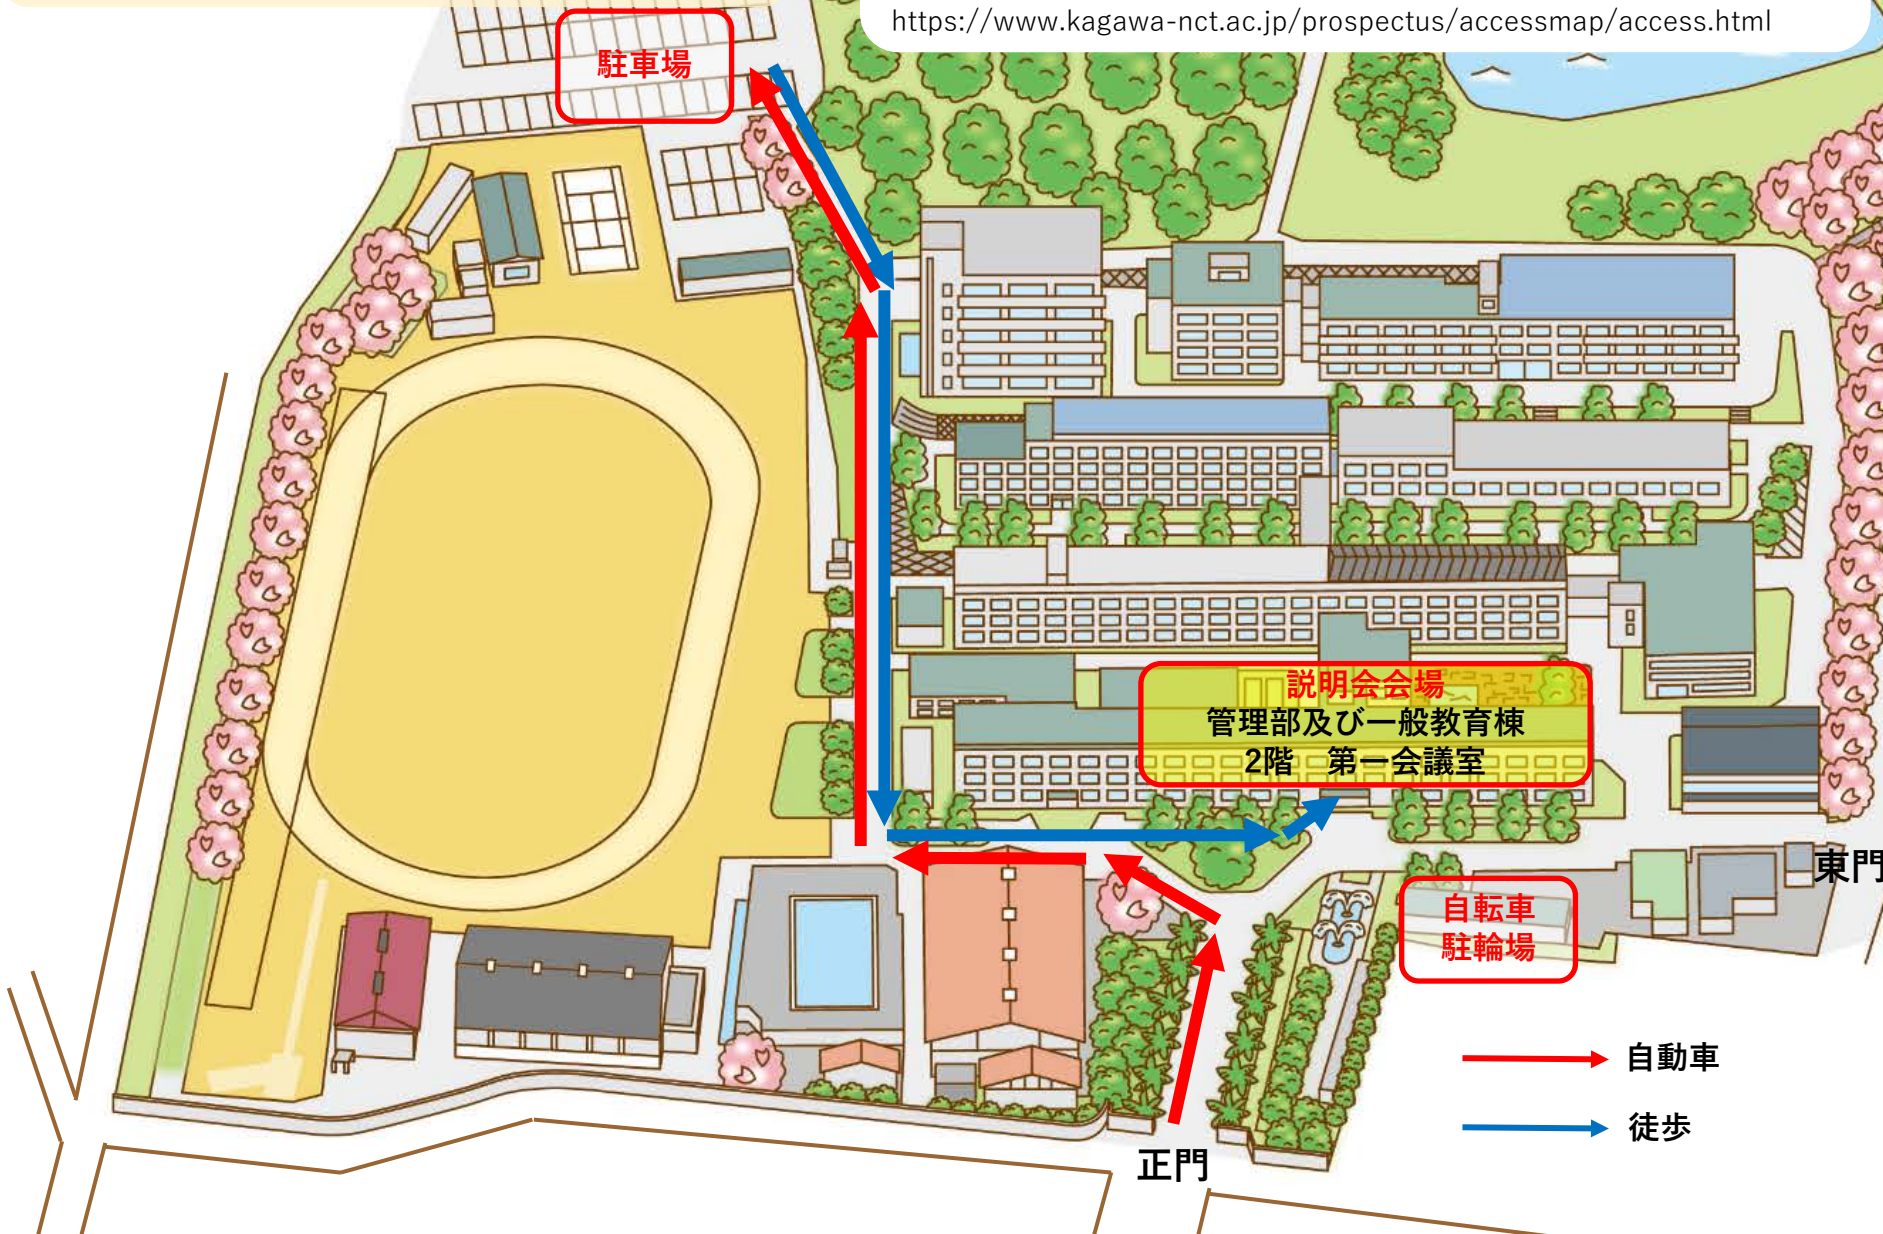 https://www.kagawa-nct.ac.jp/prospectus/accessmap/access.html
駐車場
説明会会場
管理部及び一般教育棟
2階　第一会議室
東門
自転車
駐輪場
自動車
徒歩
正門